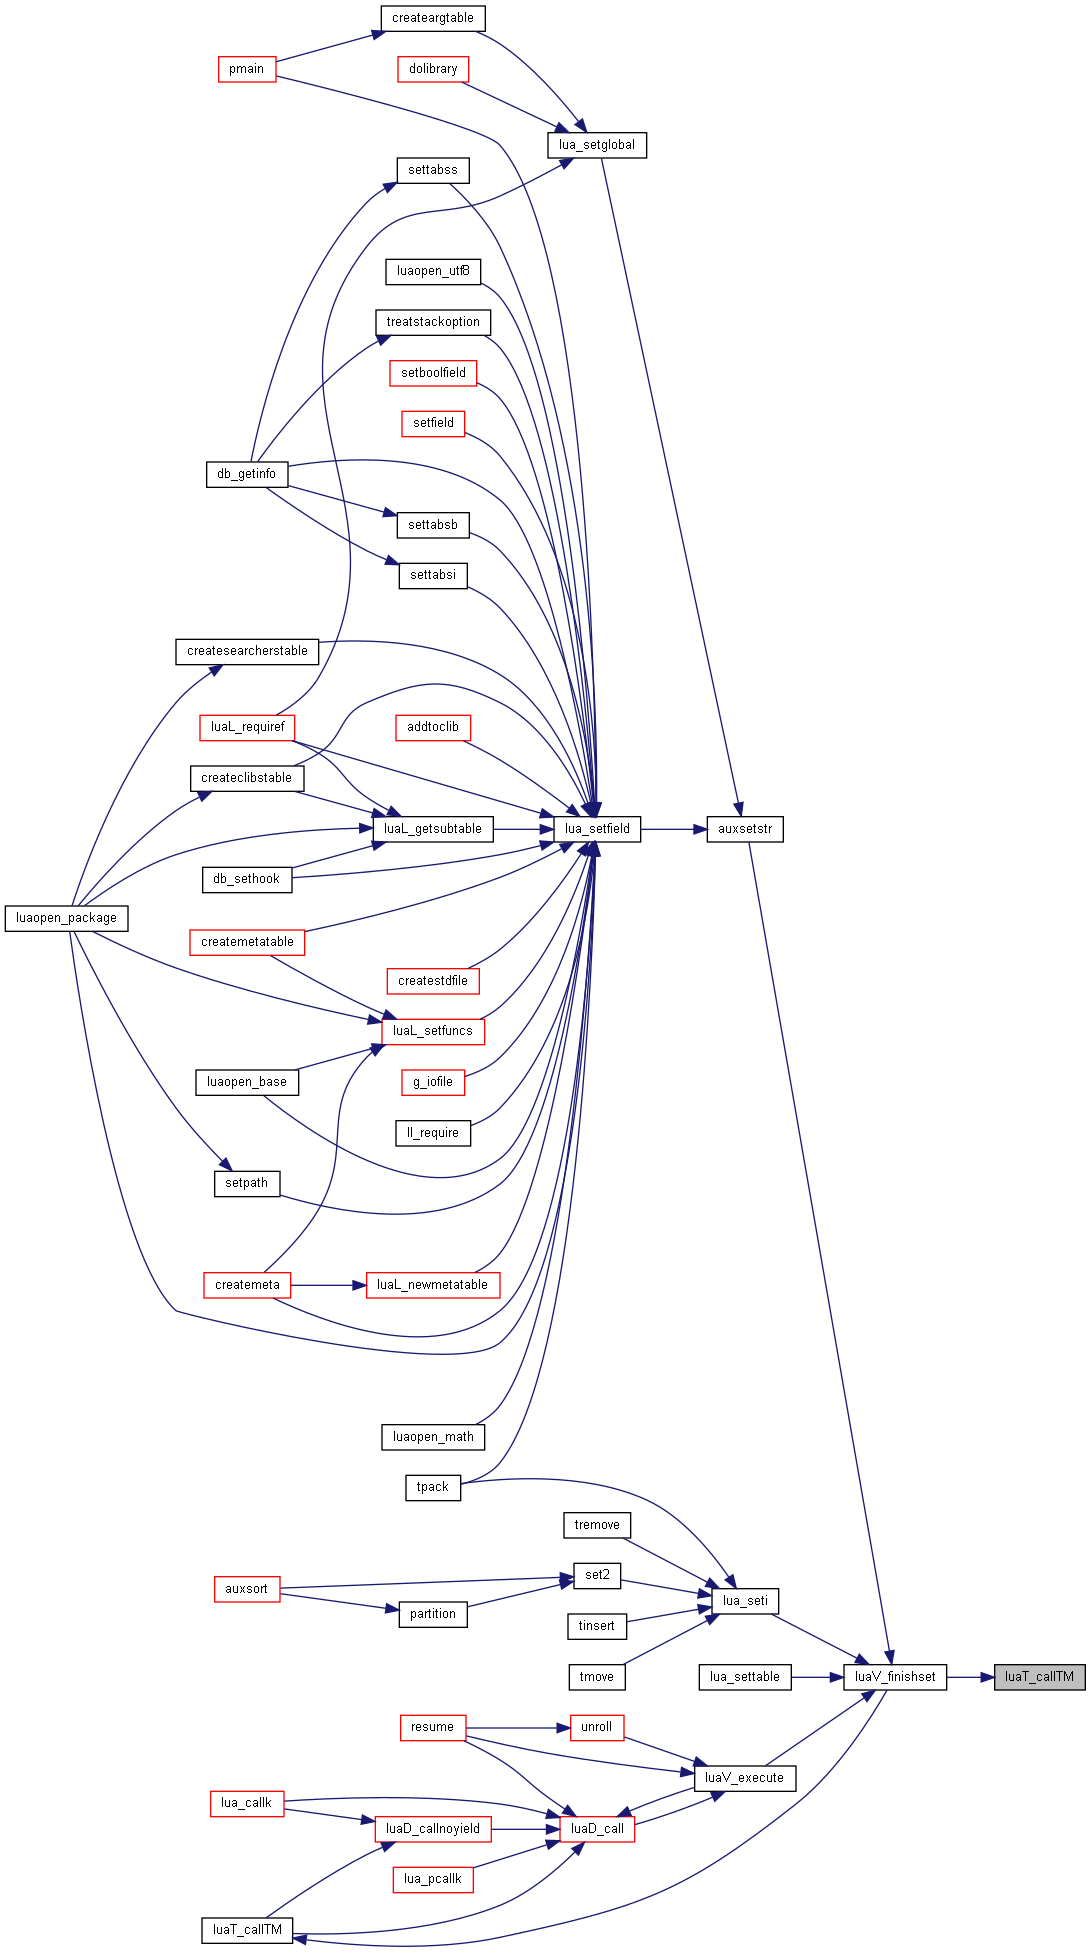 createargtable
pmain
dolibrary
lua_setglobal
settabss
luaopen_utf8
treatstackoption
setboolfield
setfield
db_getinfo
settabsb
settabsi
createsearcherstable
luaL_requiref
addtoclib
createclibstable
luaL_getsubtable
lua_setfield
auxsetstr
db_sethook
luaopen_package
createmetatable
createstdfile
luaL_setfuncs
luaopen_base
g_iofile
ll_require
setpath
createmeta
luaL_newmetatable
luaopen_math
tpack
tremove
set2
auxsort
lua_seti
partition
tinsert
tmove
lua_settable
luaV_finishset
luaT_callTM
resume
unroll
luaV_execute
lua_callk
luaD_callnoyield
luaD_call
lua_pcallk
luaT_callTM